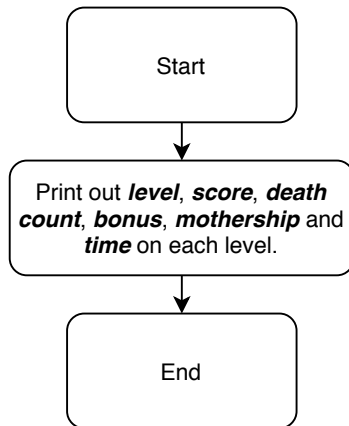 Start
Print out level, score, death
count, bonus, mothership and
time on each level.
End